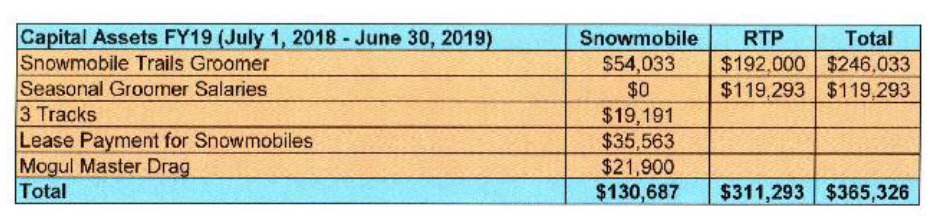 Capital Assets FY19 (July 1, 2018 - June 30, 2019) Snowmobile RTP Total
Snowmobile Trails Groomer $54,033 $192,000 $246,033
Seasonal Groomer Salaries $0 $119,293 $119,293
3 Tracks $19,191
Lease Payment for Snowmobiles $35,563
Mogul Master Drag $21,900
Total $130,687 $311,293 $365,326